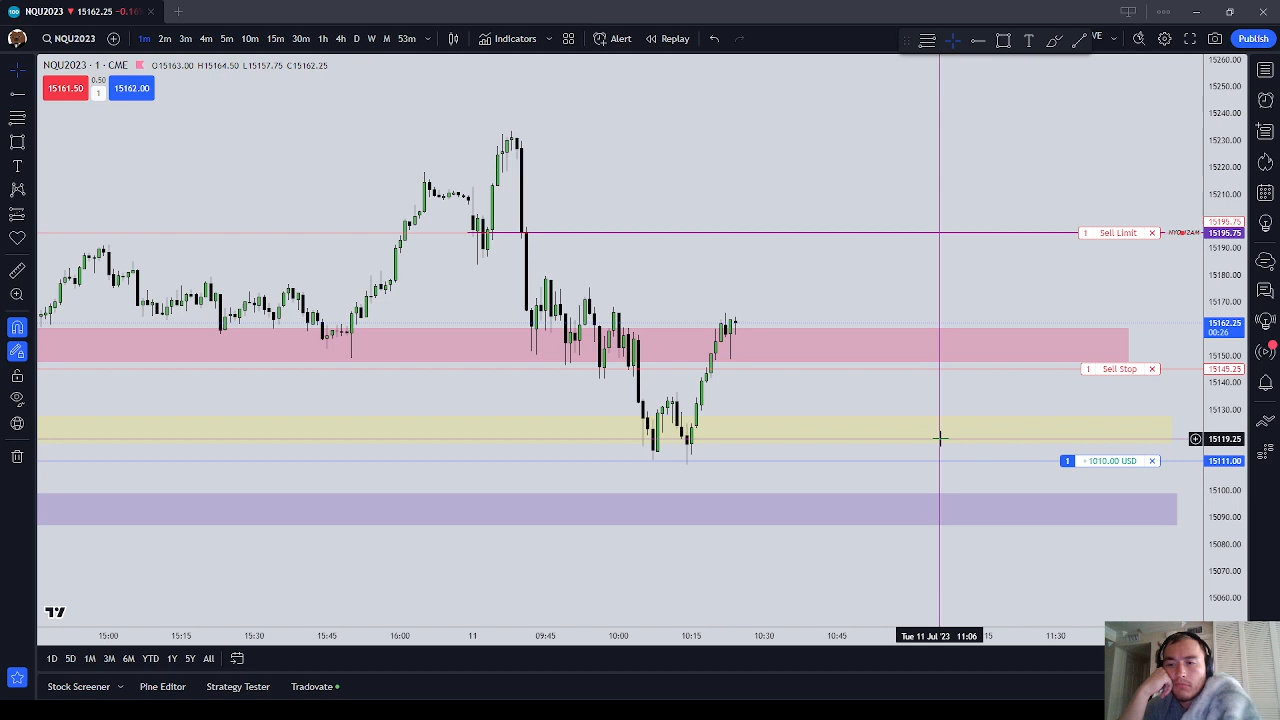 NQU2023 ▼ 15162.25 −0.16
NQU2023 1m 2m 3m 4m 5m 10m 15m 30m 1h 4h D W M 53m Indicators Alert Replay T VE Publish
NQU2023 · 1 · CME O15163.00 H15164.50 L15157.75 C15162.25
15161.50 0.50 1 15162.00
15260.00
15250.00
15240.00
15230.00
15220.00
15210.00
15195.75
1 Sell Limit 15195.75
15190.00
15180.00
15170.00
15162.25
00:26
15150.00
1 Sell Stop 15145.25
15140.00
15130.00
15119.25
1 +1010.00 USD 15111.00
15100.00
15090.00
15080.00
15070.00
15060.00
15:00 15:15 15:30 15:45 16:00 11 09:45 10:00 10:15 10:30 10:45 Tue 11 Jul '23 11:06 15 11:30
1D 5D 1M 3M 6M YTD 1Y 5Y All
Stock Screener Pine Editor Strategy Tester Tradovate